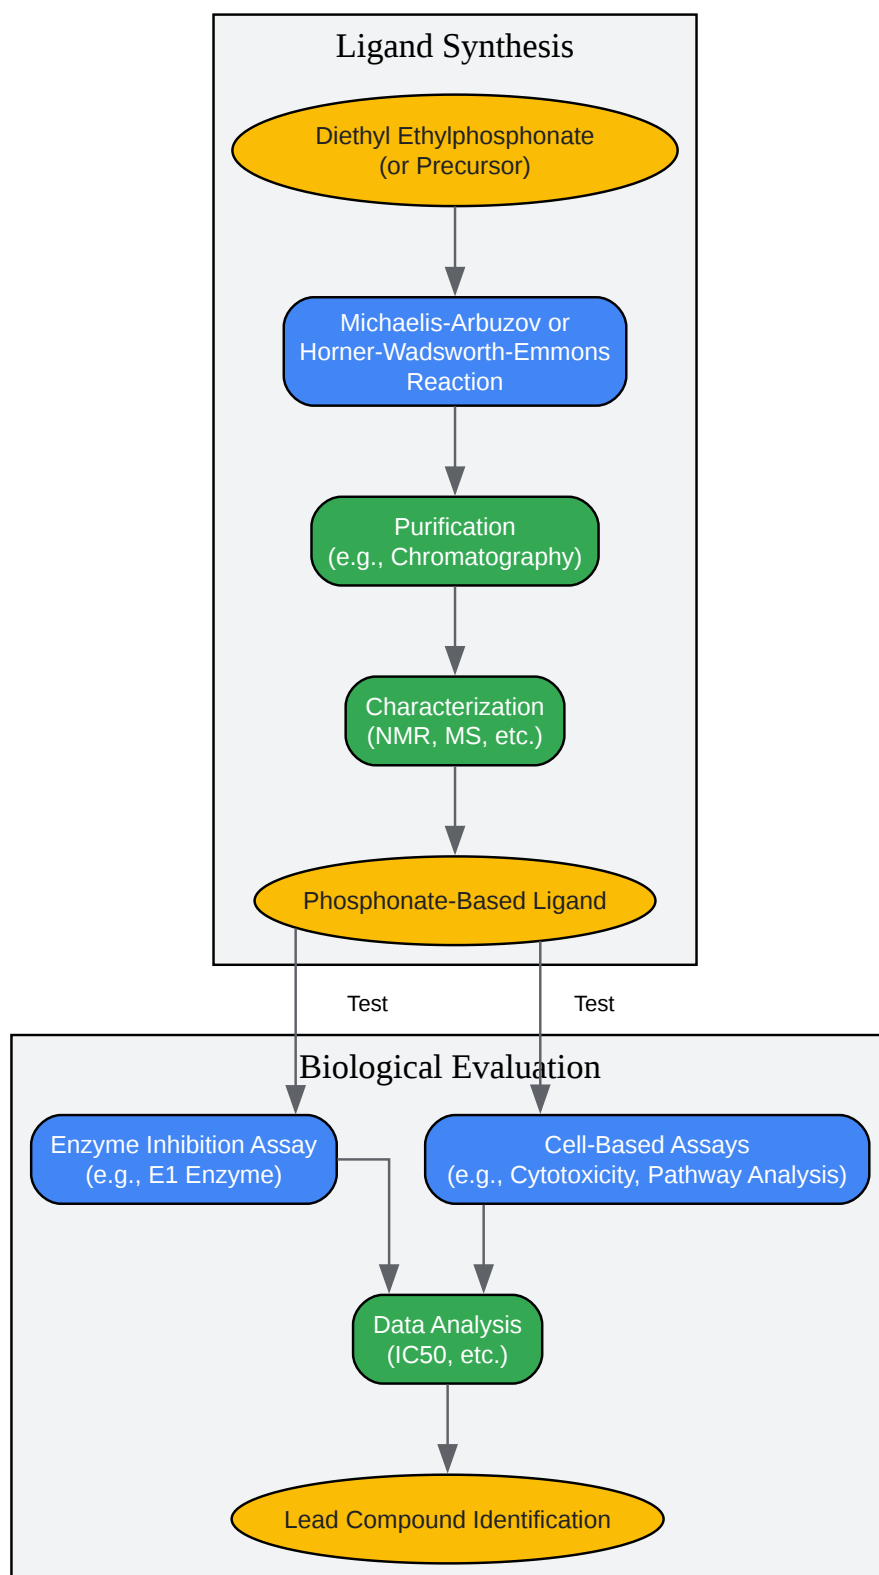 Ligand Synthesis
Diethyl Ethylphosphonate
(or Precursor)
Michaelis-Arbuzov or
Horner-Wadsworth-Emmons
Reaction
Purification
(e.g., Chromatography)
Characterization
(NMR, MS, etc.)
Phosphonate-Based Ligand
Test
Test
Biological Evaluation
Enzyme Inhibition Assay
(e.g., E1 Enzyme)
Cell-Based Assays
(e.g., Cytotoxicity, Pathway Analysis)
Data Analysis
(IC50, etc.)
Lead Compound Identification